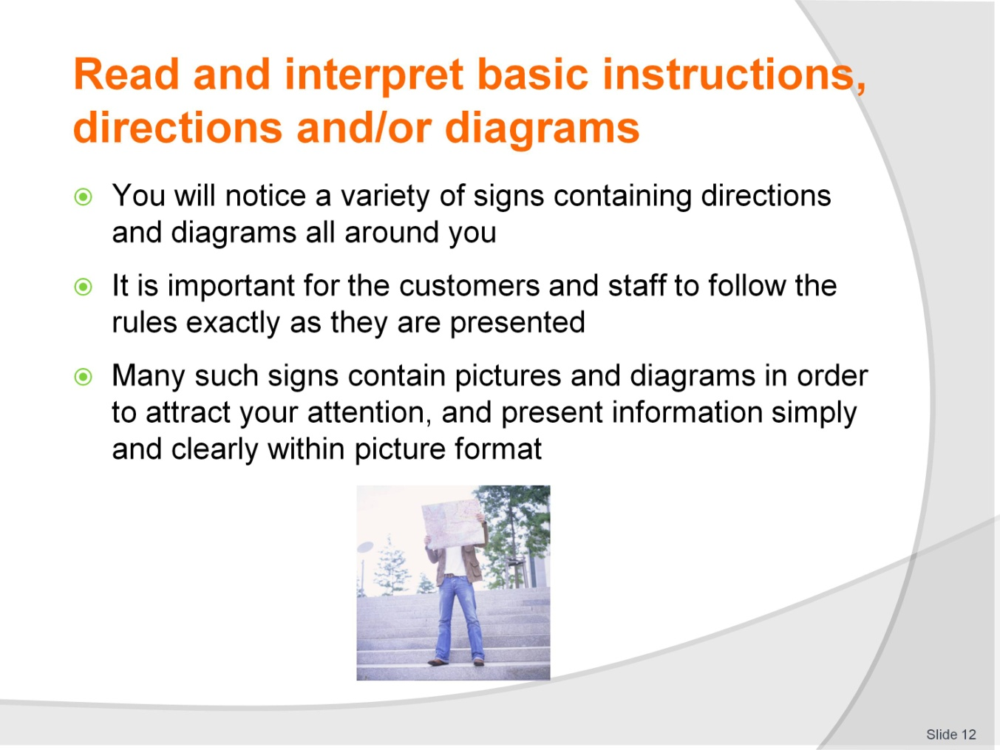 Read and interpret basic instructions,
directions and/or diagrams
You will notice a variety of signs containing directions
and diagrams all around you
It is important for the customers and staff to follow the
rules exactly as they are presented
Many such signs contain pictures and diagrams in order
to attract your attention, and present information simply
and clearly within picture format
Slide 12